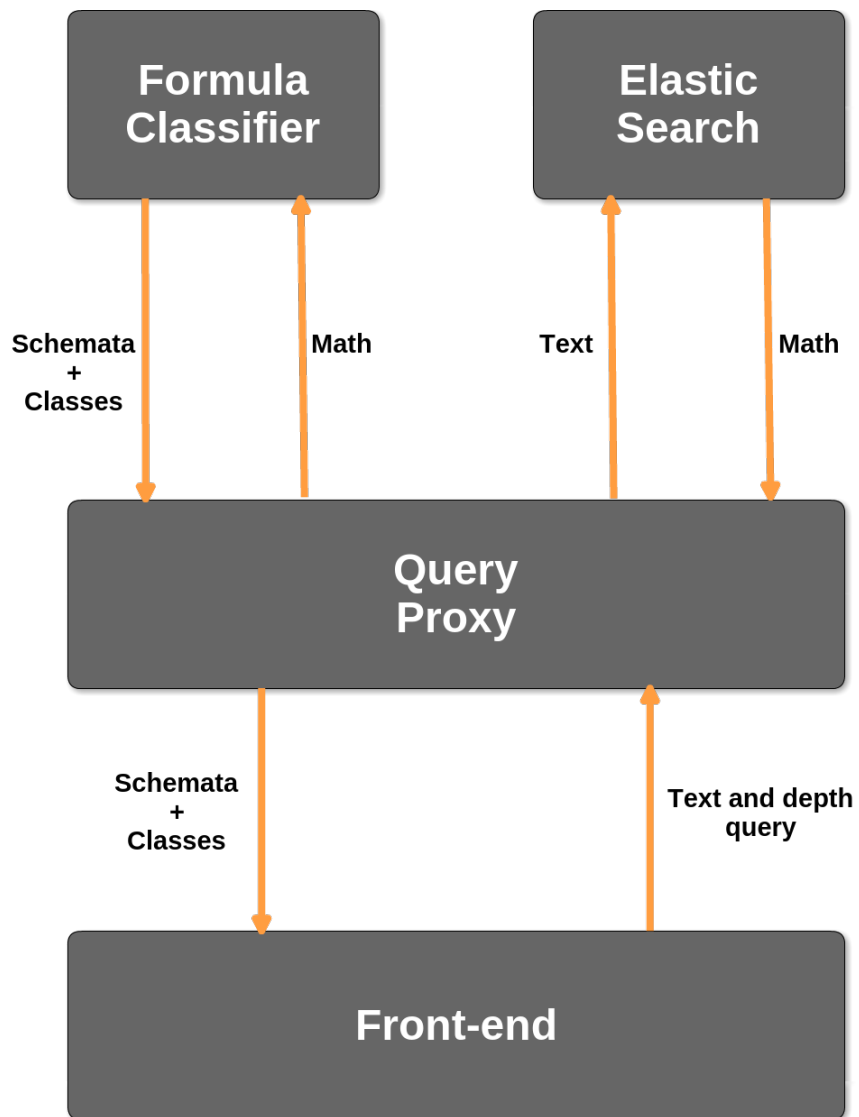 Formula
Classifier
Elastic
Search
Schemata
+
Classes
Math
Text
Math
Query
Proxy
Schemata
+
Classes
Text and depth
query
Front-end